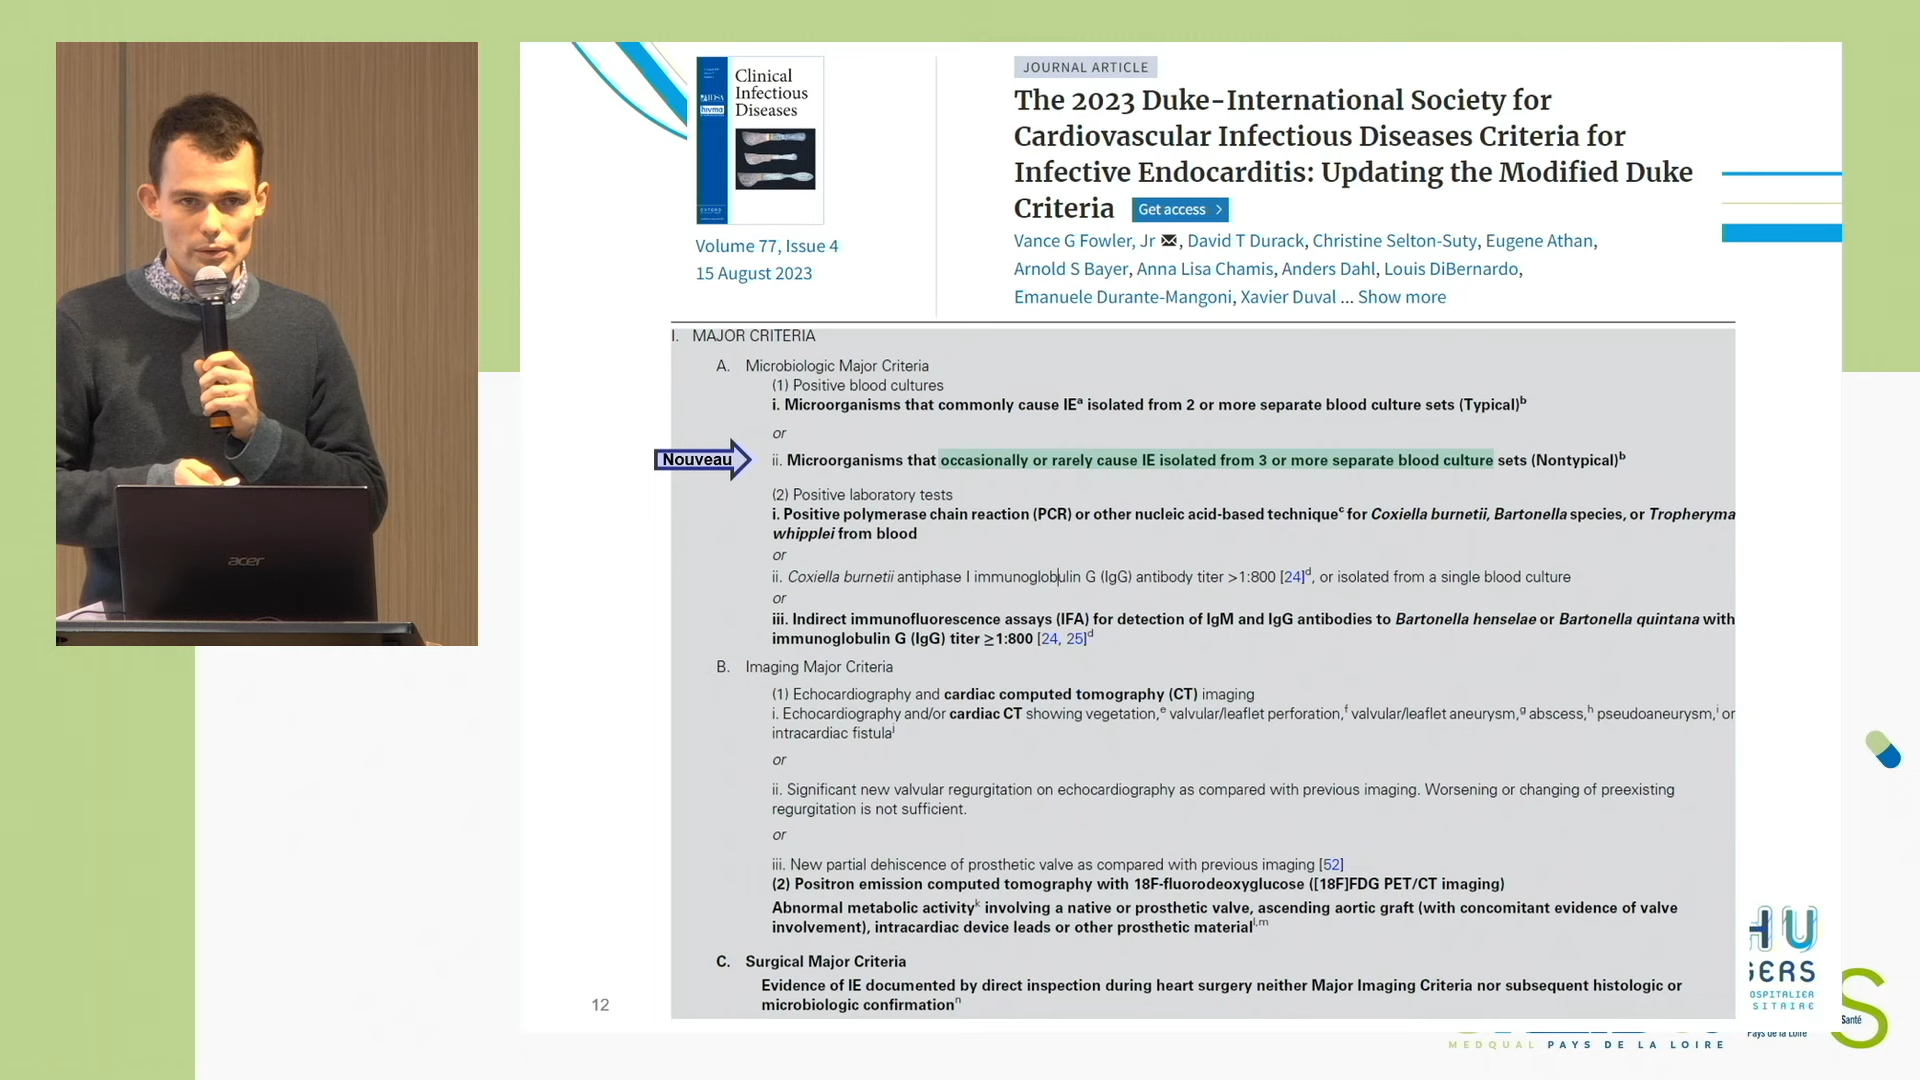 Clinical
Infectious
Diseases
Volume 77, Issue 4
15 August 2023
JOURNAL ARTICLE
The 2023 Duke-International Society for
Cardiovascular Infectious Diseases Criteria for
Infective Endocarditis: Updating the Modified Duke
Criteria Get access >
Vance G Fowler, Jr, David T Durack, Christine Selton-Suty, Eugene Athan,
Arnold S Bayer, Anna Lisa Chamis, Anders Dahl, Louis DiBernardo,
Emanuele Durante-Mangoni, Xavier Duval ... Show more
I. MAJOR CRITERIA
A. Microbiologic Major Criteria
(1) Positive blood cultures
i. Microorganisms that commonly cause IEᵃ isolated from 2 or more separate blood culture sets (Typical)ᵇ
or
Nouveau
ii. Microorganisms that occasionally or rarely cause IE isolated from 3 or more separate blood culture sets (Nontypical)ᵇ
(2) Positive laboratory tests
i. Positive polymerase chain reaction (PCR) or other nucleic acid-based techniqueᶜ for Coxiella burnetii, Bartonella species, or Tropheryma
whipplei from blood
or
ii. Coxiella burnetii antiphase I immunoglobulin G (IgG) antibody titer >1:800 [24]ᵈ, or isolated from a single blood culture
or
iii. Indirect immunofluorescence assays (IFA) for detection of IgM and IgG antibodies to Bartonella henselae or Bartonella quintana with
immunoglobulin G (IgG) titer ≥1:800 [24, 25]ᵈ
B. Imaging Major Criteria
(1) Echocardiography and cardiac computed tomography (CT) imaging
i. Echocardiography and/or cardiac CT showing vegetation,ᵉ valvular/leaflet perforation,ᶠ valvular/leaflet aneurysm,ᵍ abscess,ʰ pseudoaneurysm,ⁱ or
intracardiac fistulaʲ
or
ii. Significant new valvular regurgitation on echocardiography as compared with previous imaging. Worsening or changing of preexisting
regurgitation is not sufficient.
or
iii. New partial dehiscence of prosthetic valve as compared with previous imaging [52]
(2) Positron emission computed tomography with 18F-fluorodeoxyglucose ([18F]FDG PET/CT imaging)
Abnormal metabolic activityᵏ involving a native or prosthetic valve, ascending aortic graft (with concomitant evidence of valve
involvement), intracardiac device leads or other prosthetic materialˡ,ᵐ
C. Surgical Major Criteria
Evidence of IE documented by direct inspection during heart surgery neither Major Imaging Criteria nor subsequent histologic or
microbiologic confirmationⁿ
12
acer
HU
GERS
OSPITALIER
SITAIRE
Santé
Pays de la Loire
MEDQUAL PAYS DE LA LOIRE